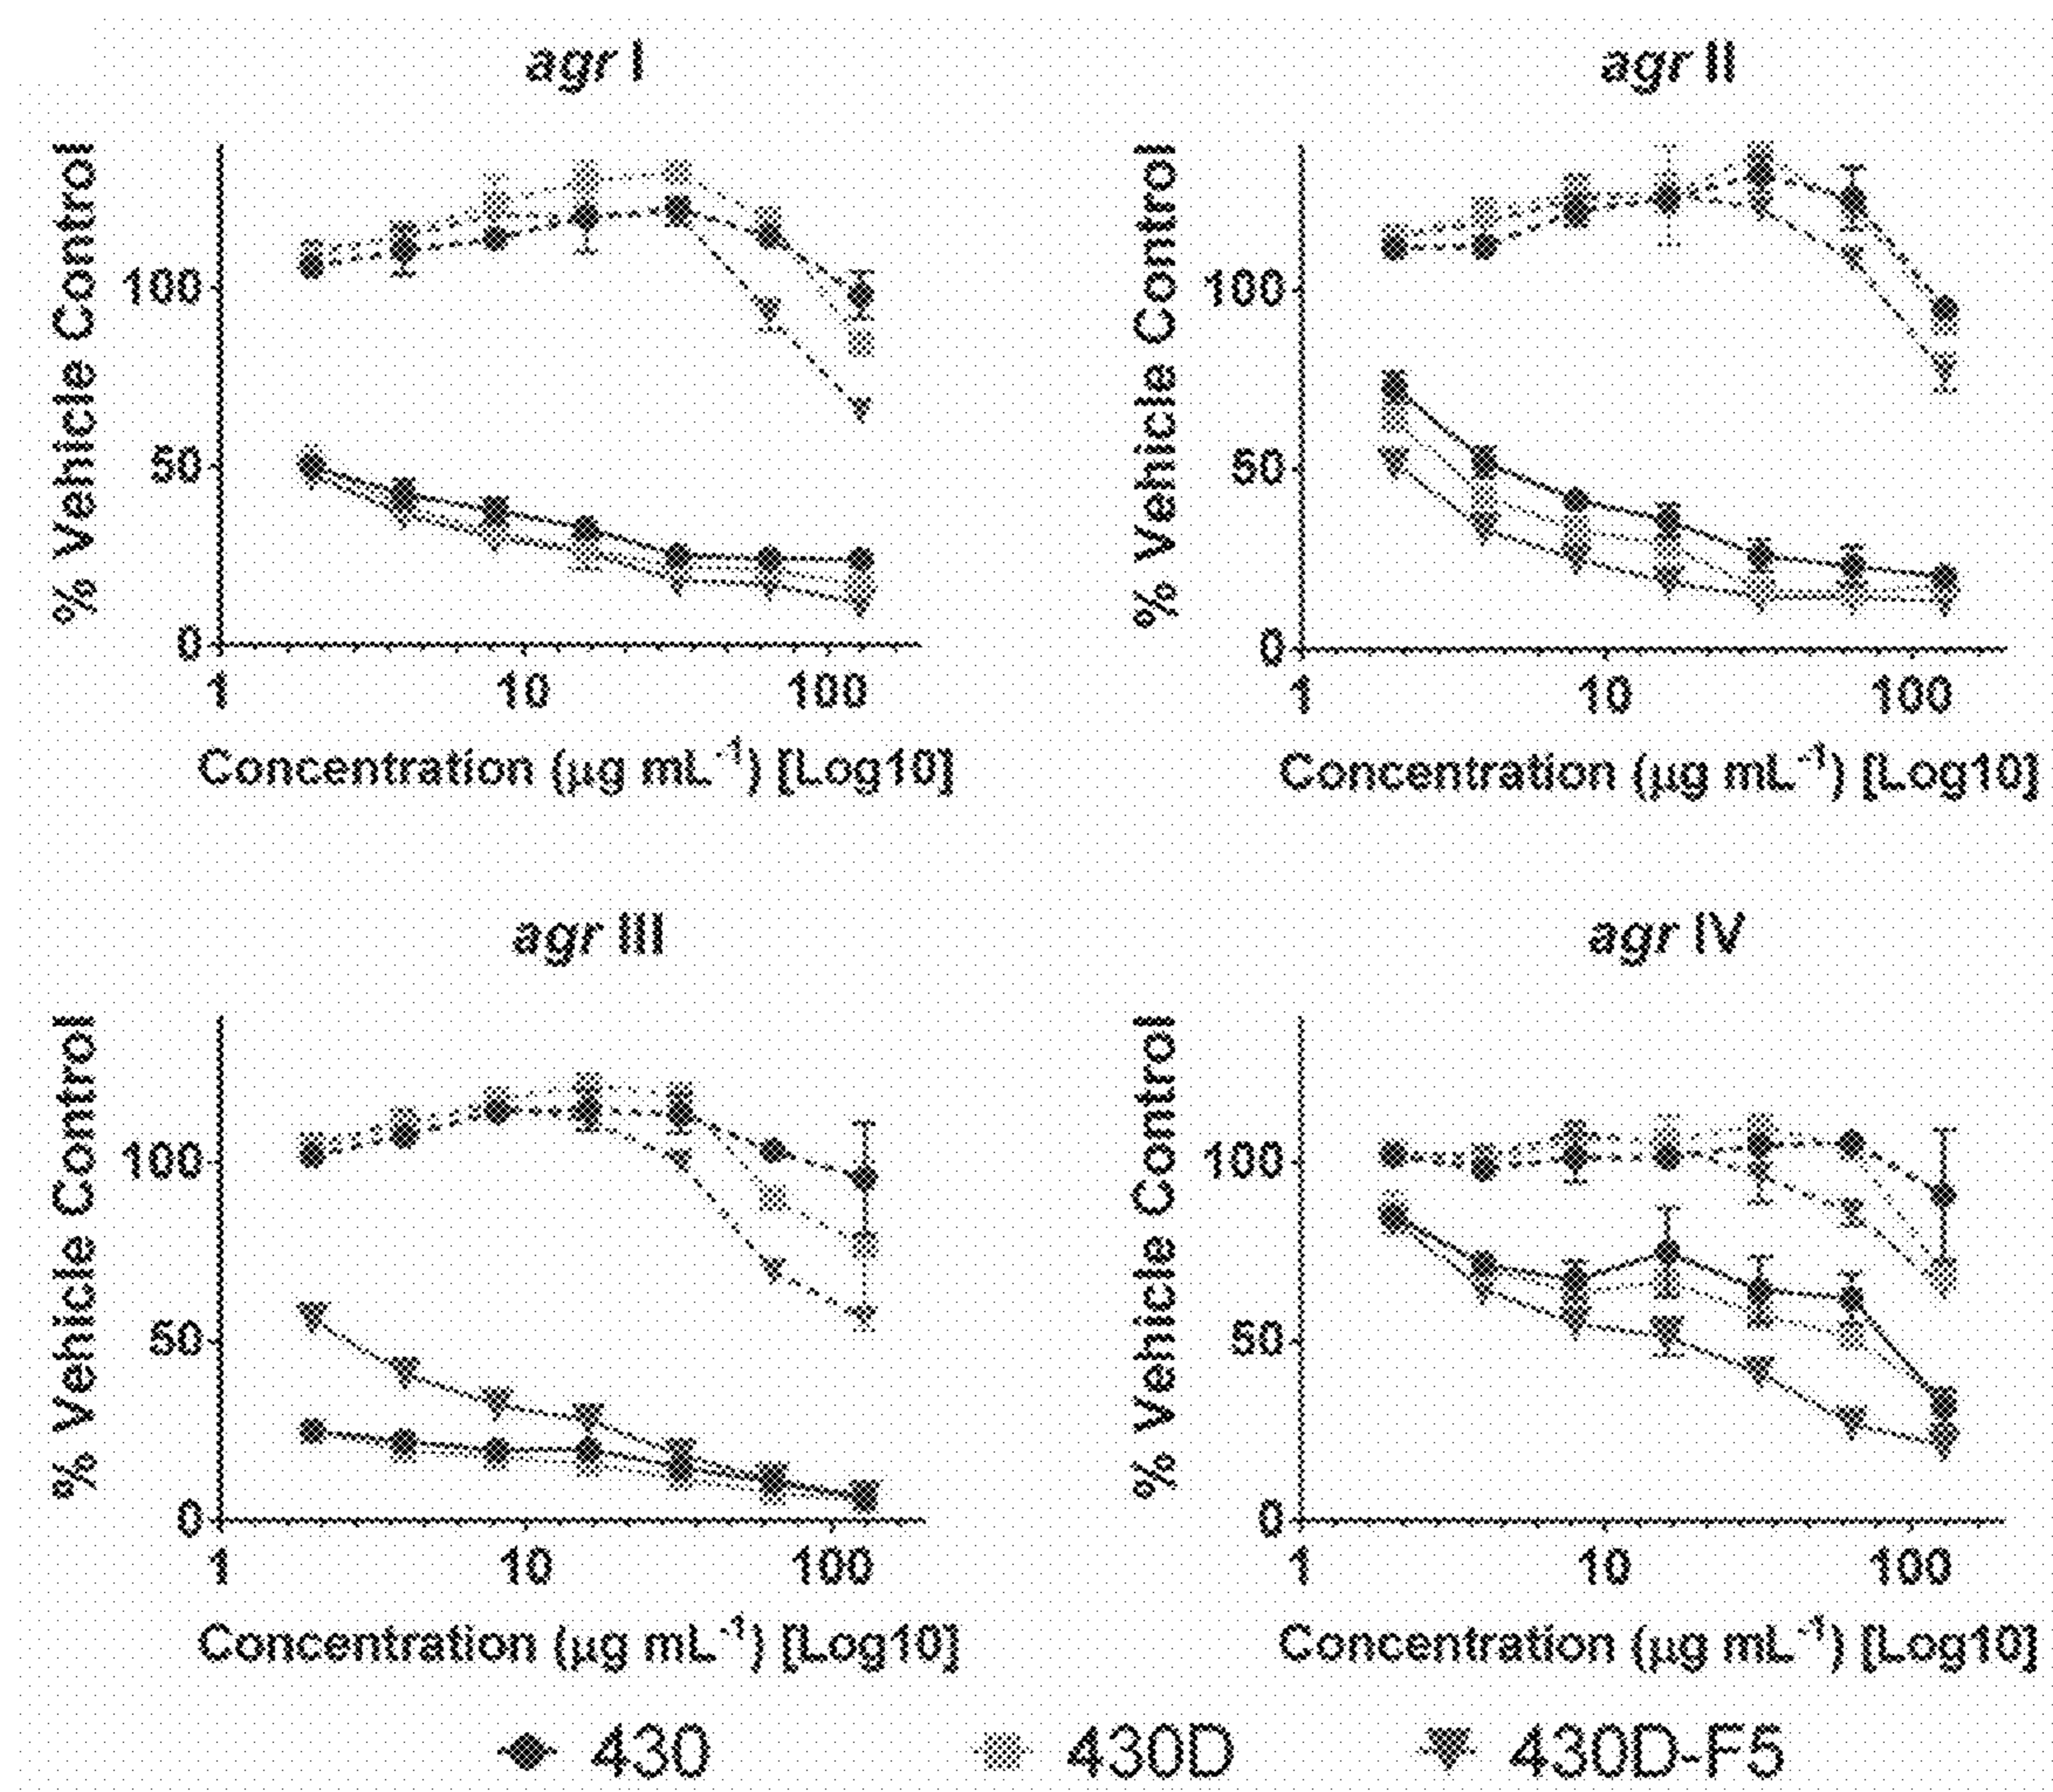 agr I
% Vehicle Control
100
50
0
1 10 100
Concentration (µg mL-1) [Log10]
agr II
% Vehicle Control
100
50
0
1 10 100
Concentration (µg mL-1) [Log10]
agr III
% Vehicle Control
100
50
0
1 10 100
Concentration (µg mL-1) [Log10]
agr IV
% Vehicle Control
100
50
0
1 10 100
Concentration (µg mL-1) [Log10]
430 430D 430D-F5